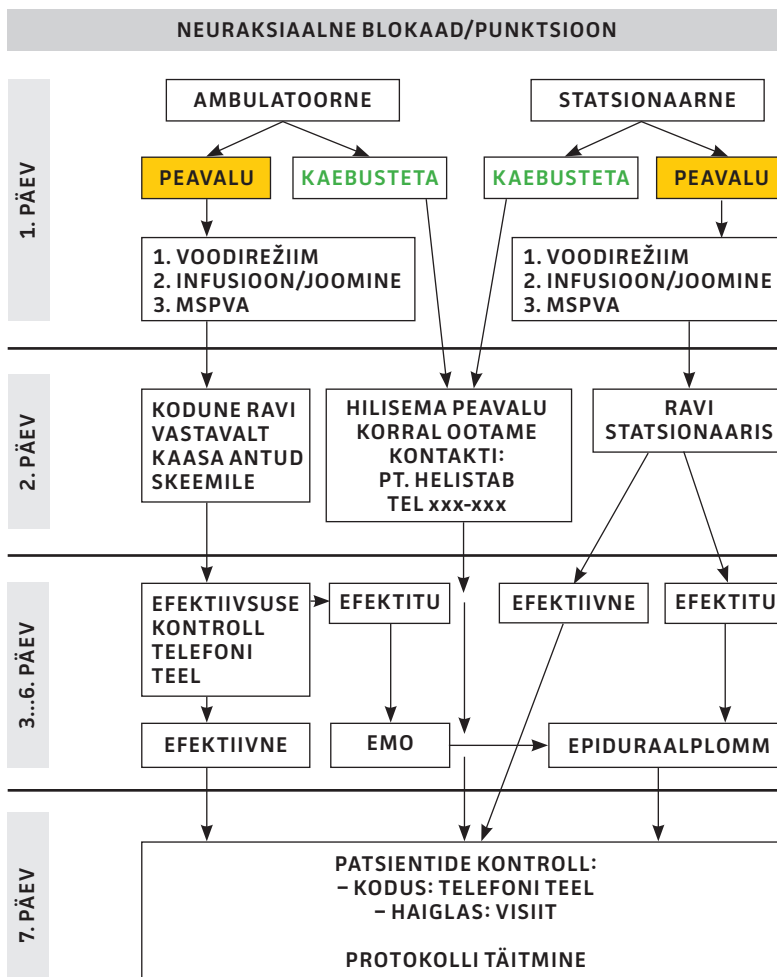 NEURAKSIAALNE BLOKAAD/PUNKTSIOON
1. PÄEV
AMBULATOORNE
STATSIONAARNE
PEAVALU
KAEBUSTETA
KAEBUSTETA
PEAVALU
1. VOODIREŽIIM
2. INFUSIOON/JOOMINE
3. MSPVA
1. VOODIREŽIIM
2. INFUSIOON/JOOMINE
3. MSPVA
2. PÄEV
KODUNE RAVI
VASTAVALT
KAASA ANTUD
SKEEMILE
HILISEMA PEAVALU
KORRAL OOTAME
KONTAKTI:
PT. HELISTAB
TEL xxx-xxx
RAVI
STATSIONAARIS
3...6. PÄEV
EFEKTIIVSUSE
KONTROLL
TELEFONI
TEEL
EFEKTITU
EFEKTIIVNE
EFEKTITU
EFEKTIIVNE
EMO
EPIDURAALPLOMM
7. PÄEV
PATSIENTIDE KONTROLL:
– KODUS: TELEFONI TEEL
– HAIGLAS: VISIIT
PROTOKOLLI TÄITMINE